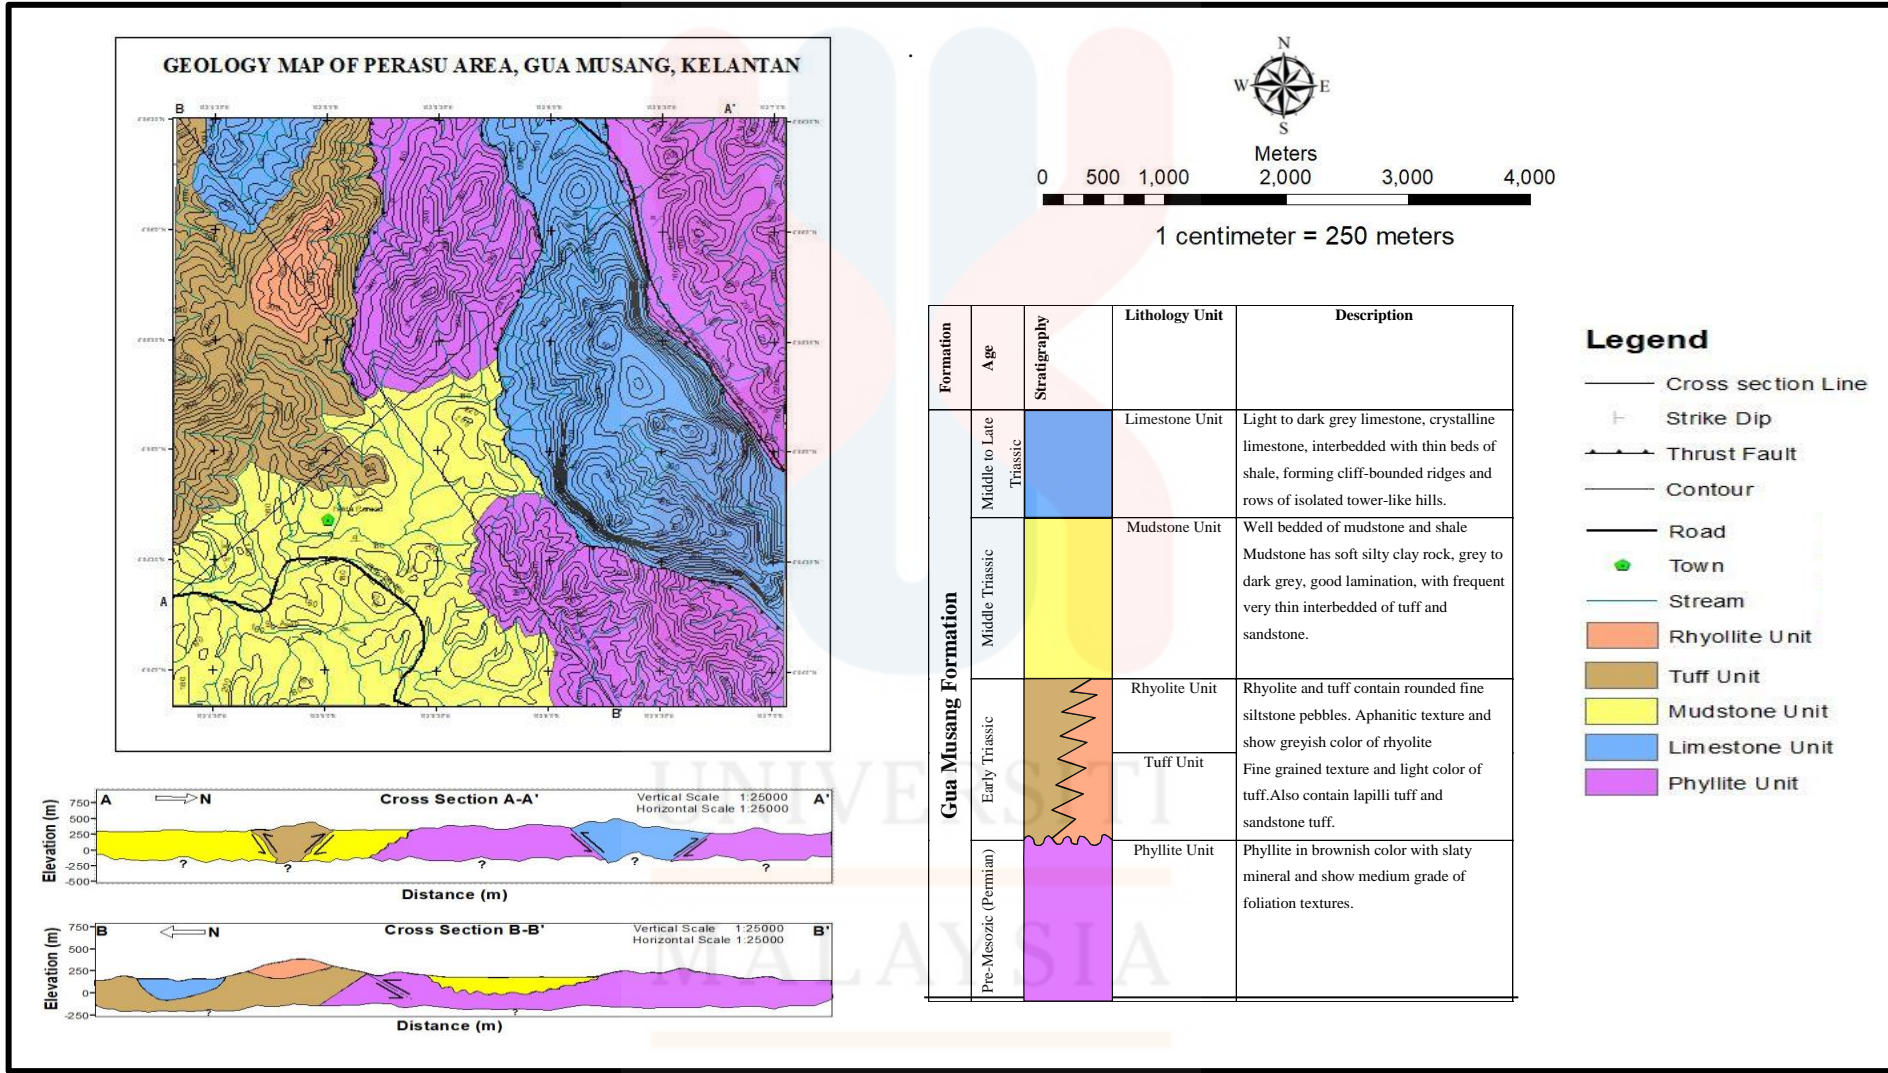 GEOLOGY MAP OF PERASU AREA, GUA MUSANG, KELANTAN
B
A'
A
B'
N
W
E
S
Meters
0 500 1,000 2,000 3,000 4,000
1 centimeter = 250 meters
Formation
Age
Stratigraphy
Lithology Unit
Description
Gua Musang Formation
Middle to Late
Triassic
Limestone Unit
Light to dark grey limestone, crystalline
limestone, interbedded with thin beds of
shale, forming cliff-bounded ridges and
rows of isolated tower-like hills.
Middle Triassic
Mudstone Unit
Well bedded of mudstone and shale
Mudstone has soft silty clay rock, grey to
dark grey, good lamination, with frequent
very thin interbedded of tuff and
sandstone.
Early Triassic
Rhyolite Unit
Rhyolite and tuff contain rounded fine
siltstone pebbles. Aphanitic texture and
show greyish color of rhyolite
Tuff Unit
Fine grained texture and light color of
tuff.Also contain lapilli tuff and
sandstone tuff.
Pre-Mesozic (Permian)
Phyllite Unit
Phyllite in brownish color with slaty
mineral and show medium grade of
foliation textures.
Legend
Cross section Line
Strike Dip
Thrust Fault
Contour
Road
Town
Stream
Rhyollite Unit
Tuff Unit
Mudstone Unit
Limestone Unit
Phyllite Unit
A
N
Cross Section A-A'
Vertical Scale 1:25000
Horizontal Scale 1:25000
A'
Elevation (m)
750
500
250
0
-250
-500
? ? ? ? ?
Distance (m)
B
N
Cross Section B-B'
Vertical Scale 1:25000
Horizontal Scale 1:25000
B'
Elevation (m)
750
500
250
0
-250
? ?
Distance (m)
UNIVERSITI
MALAYSIA